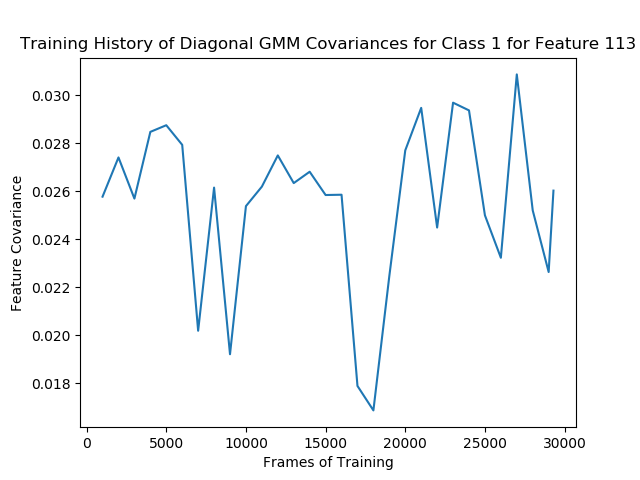 Training History of Diagonal GMM Covariances for Class 1 for Feature 113
0.030
0.028
0.026
0.024
0.022
0.020
0.018
Feature Covariance
0 5000 10000 15000 20000 25000 30000
Frames of Training